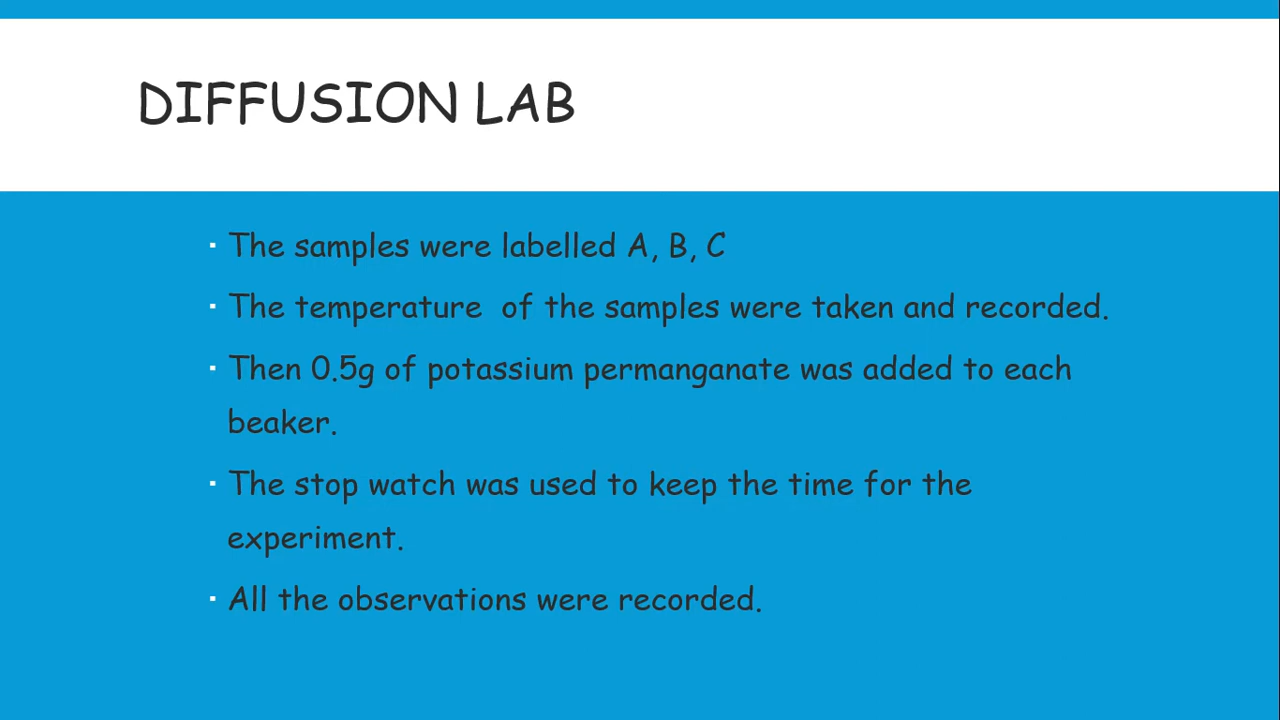 DIFFUSION LAB
▪ The samples were labelled A, B, C
▪ The temperature  of the samples were taken and recorded.
▪ Then 0.5g of potassium permanganate was added to each
beaker.
▪ The stop watch was used to keep the time for the
experiment.
▪ All the observations were recorded.